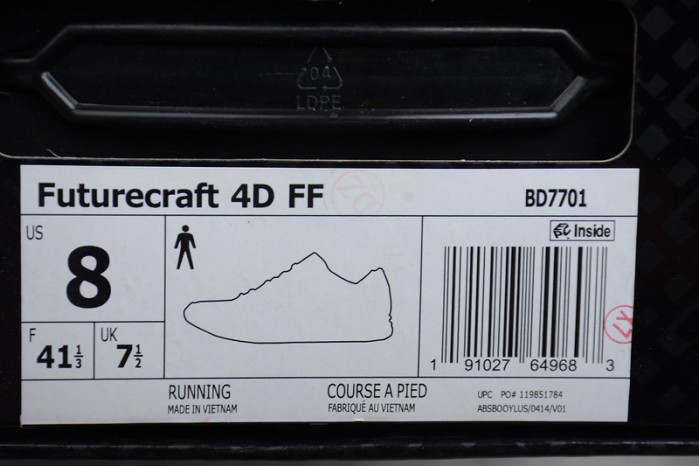 04
LDPE
Futurecraft 4D FF
BD7701
US
8
Inside
F
41⅓
UK
7½
1 91027 64968 3
RUNNING
MADE IN VIETNAM
COURSE A PIED
FABRIQUÉ AU VIETNAM
UPC PO# 119851784
ABSBOOYLUS/0414/V01